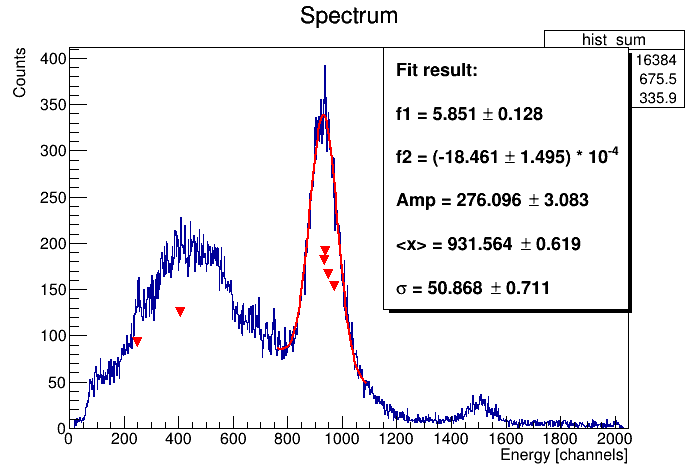 Spectrum
hist_sum
16384
675.5
335.9
Fit result:
f1 = 5.851 ± 0.128
f2 = (-18.461 ± 1.495) * 10⁻⁴
Amp = 276.096 ± 3.083
<x> = 931.564 ± 0.619
σ = 50.868 ± 0.711
Counts
400
350
300
250
200
150
100
50
0
0 200 400 600 800 1000 1200 1400 1600 1800 2000
Energy [channels]